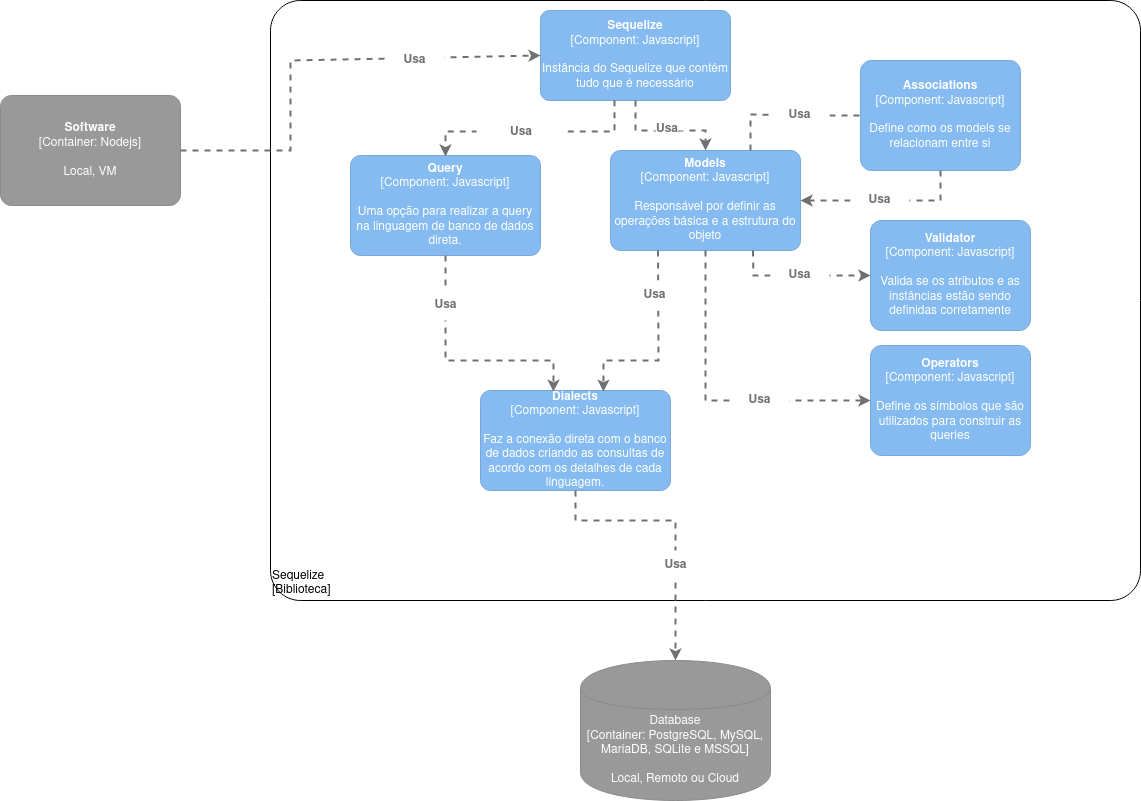 Sequelize
[Component: Javascript]
Instância do Sequelize que contém
tudo que é necessário
Usa
Associations
[Component: Javascript]
Define como os models se
relacionam entre si
Software
[Container: Nodejs]
Local, VM
Usa
Usa
Usa
Query
[Component: Javascript]
Uma opção para realizar a query
na linguagem de banco de dados
direta.
Models
[Component: Javascript]
Responsável por definir as
operações básica e a estrutura do
objeto
Usa
Validator
[Component: Javascript]
Valida se os atributos e as
instâncias estão sendo
definidas corretamente
Usa
Usa
Usa
Operators
[Component: Javascript]
Define os símbolos que são
utilizados para construir as
queries
Usa
Dialects
[Component: Javascript]
Faz a conexão direta com o banco
de dados criando as consultas de
acordo com os detalhes de cada
linguagem.
Usa
Sequelize
[Biblioteca]
Database
[Container: PostgreSQL, MySQL,
MariaDB, SQLite e MSSQL]
Local, Remoto ou Cloud